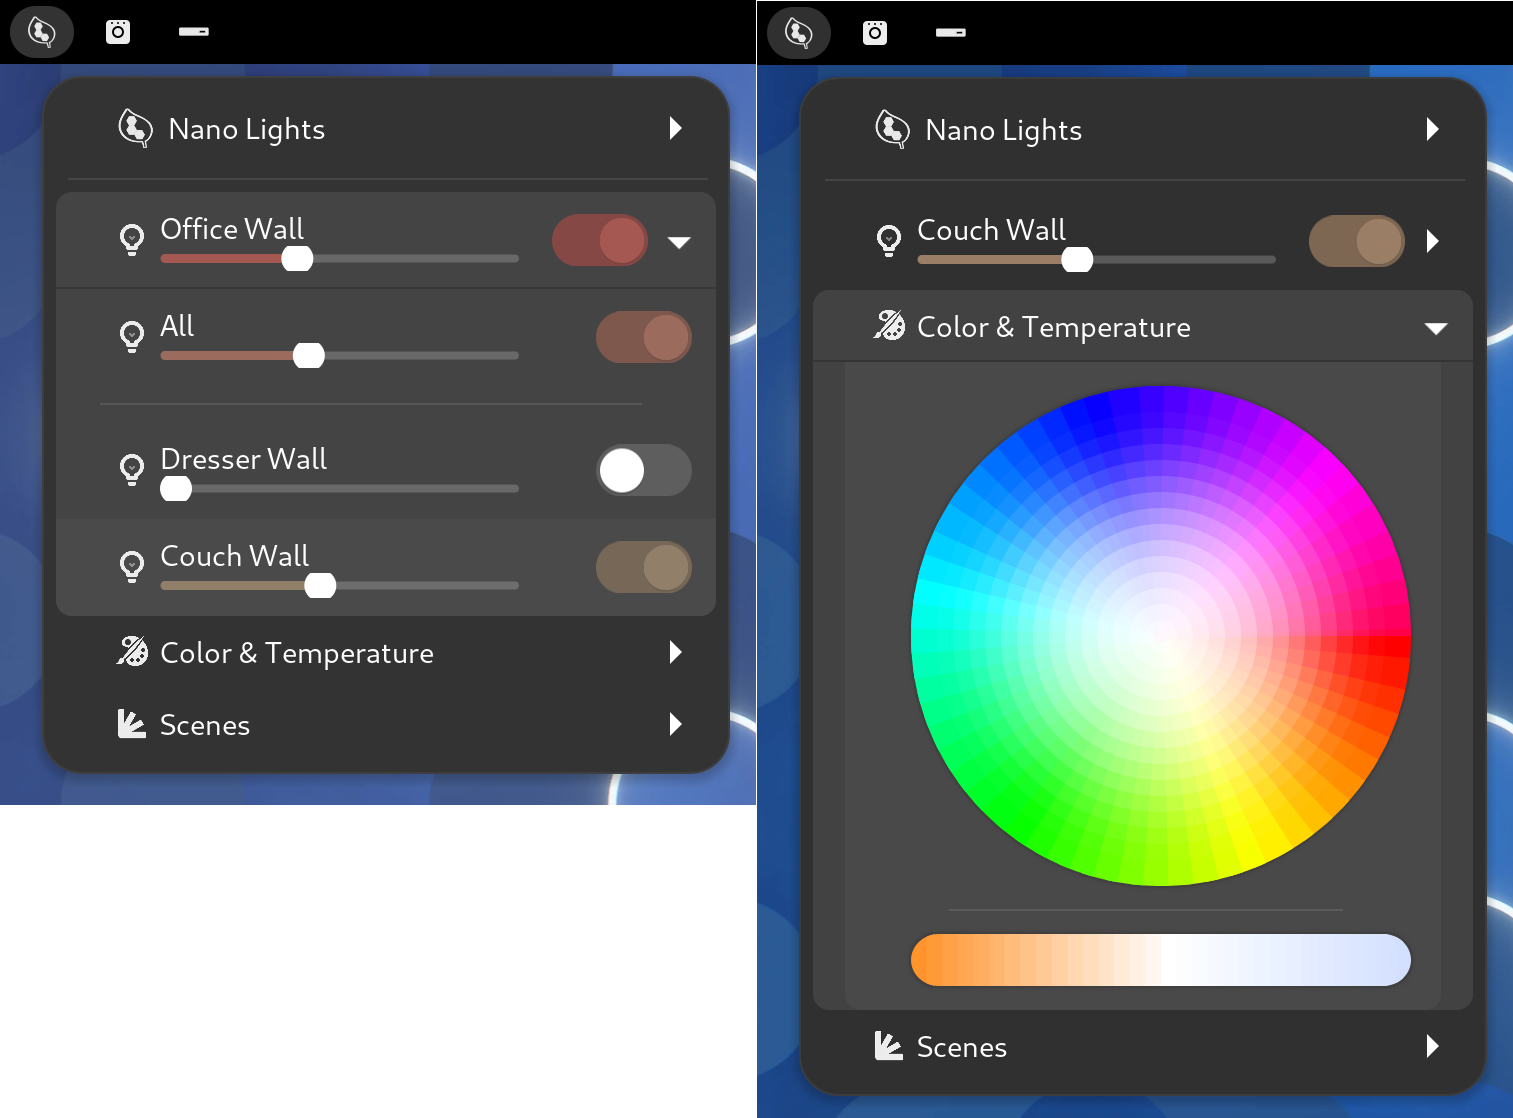 Nano Lights
Office Wall
All
Dresser Wall
Couch Wall
Color & Temperature
Scenes
Nano Lights
Couch Wall
Color & Temperature
Scenes